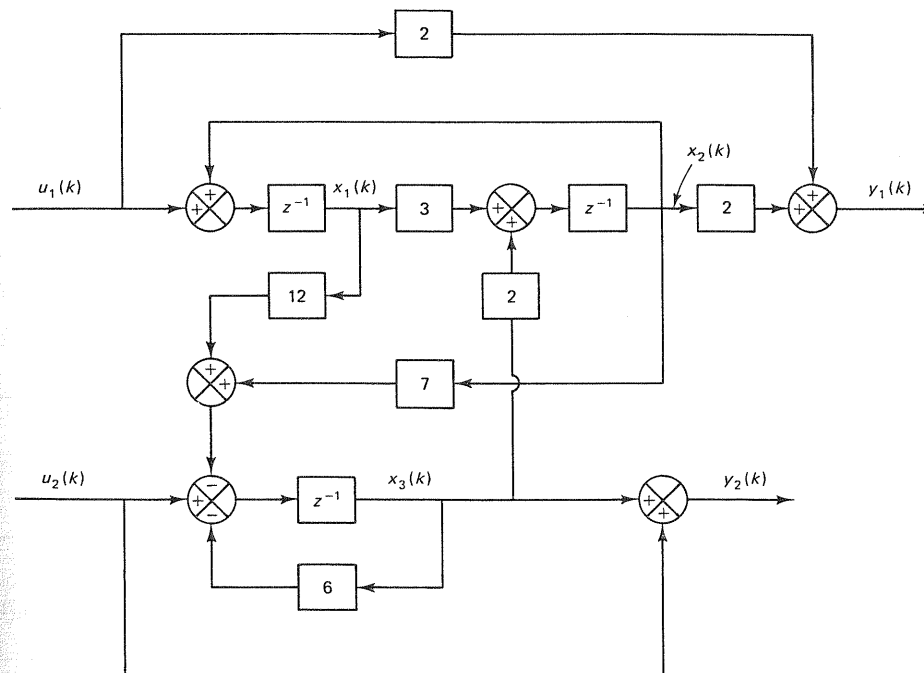 2
x₂(k)
u₁(k)
+
+
z⁻¹
x₁(k)
3
+
+
z⁻¹
2
+
+
y₁(k)
12
2
+
+
7
u₂(k)
−
+
−
z⁻¹
x₃(k)
+
+
y₂(k)
6